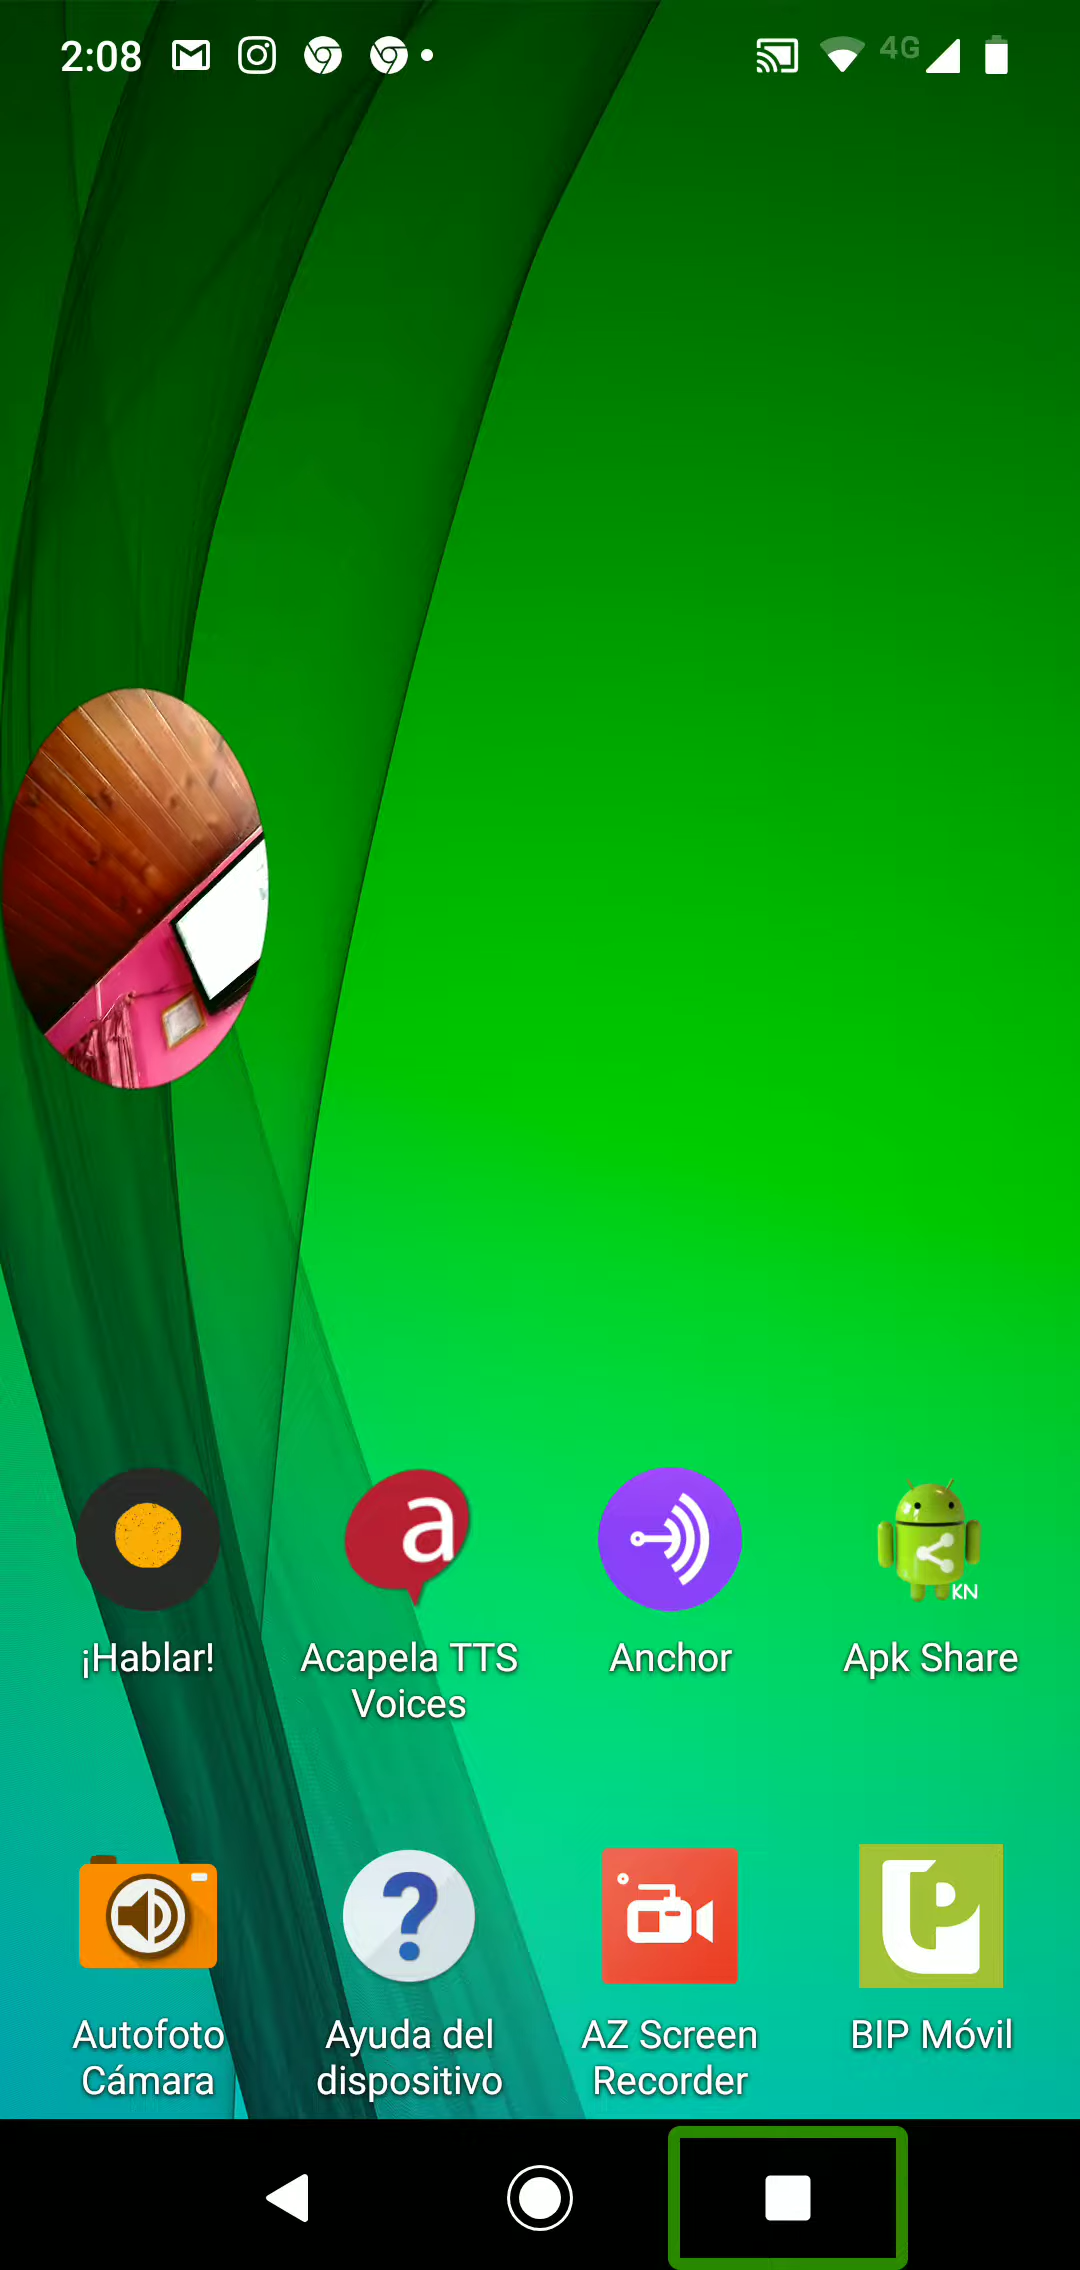 2:08
4G
a
KN
¡Hablar!
Acapela TTS
Voices
Anchor
Apk Share
?
Autofoto
Cámara
Ayuda del
dispositivo
AZ Screen
Recorder
BIP Móvil